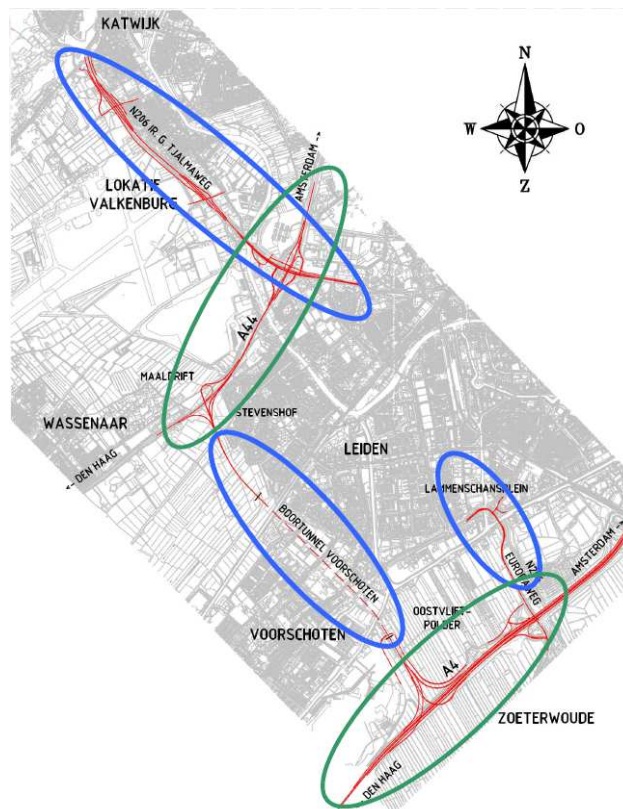 KATWIJK
N
W
O
Z
N206 IR. G. TJALMAWEG
AMSTERDAM ->
LOKATIE
VALKENBURG
A44
MAALDRIFT
STEVENSHOF
WASSENAAR
<- DEN HAAG
LEIDEN
LAMMENSCHANSPLEIN
BOORTUNNEL VOORSCHOTEN
EUROPAWEG
AMSTERDAM ->
OOSTVLIET-
POLDER
VOORSCHOTEN
A4
ZOETERWOUDE
DEN HAAG